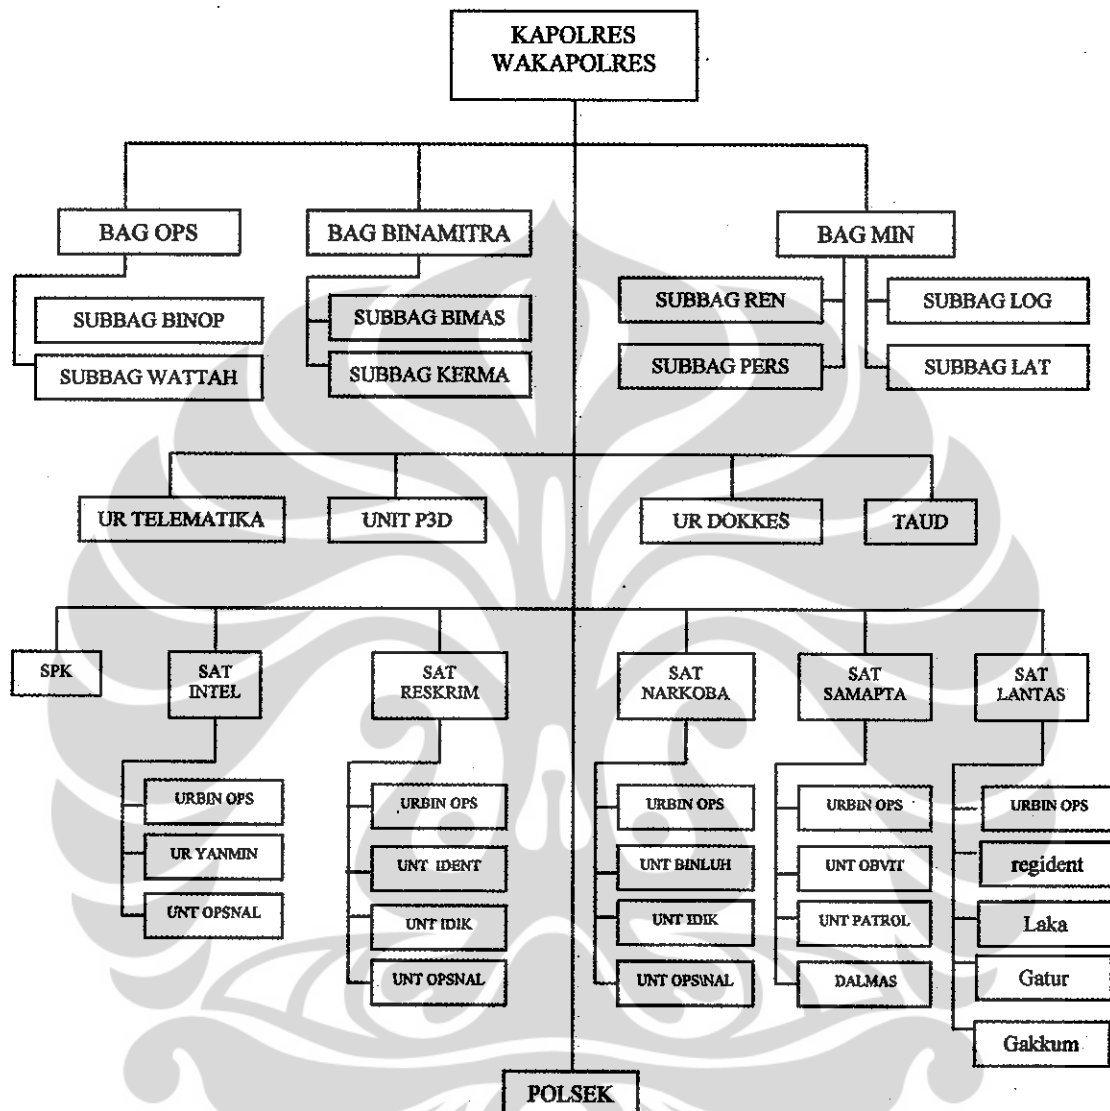 KAPOLRES
WAKAPOLRES
BAG OPS
BAG BINAMITRA
BAG MIN
SUBBAG BINOP
SUBBAG WATTAH
SUBBAG BIMAS
SUBBAG KERMA
SUBBAG REN
SUBBAG PERS
SUBBAG LOG
SUBBAG LAT
UR TELEMATIKA
UNIT P3D
UR DOKKES
TAUD
SPK
SAT
INTEL
SAT
RESKRIM
SAT
NARKOBA
SAT
SAMAPTA
SAT
LANTAS
URBIN OPS
UR YANMIN
UNT OPSNAL
URBIN OPS
UNT IDENT
UNT IDIK
UNT OPSNAL
URBIN OPS
UNT BINLUH
UNT IDIK
UNT OPSINAL
URBIN OPS
UNT OBVIT
UNT PATROL
DALMAS
URBIN OPS
regident
Laka
Gatur
Gakkum
POLSEK